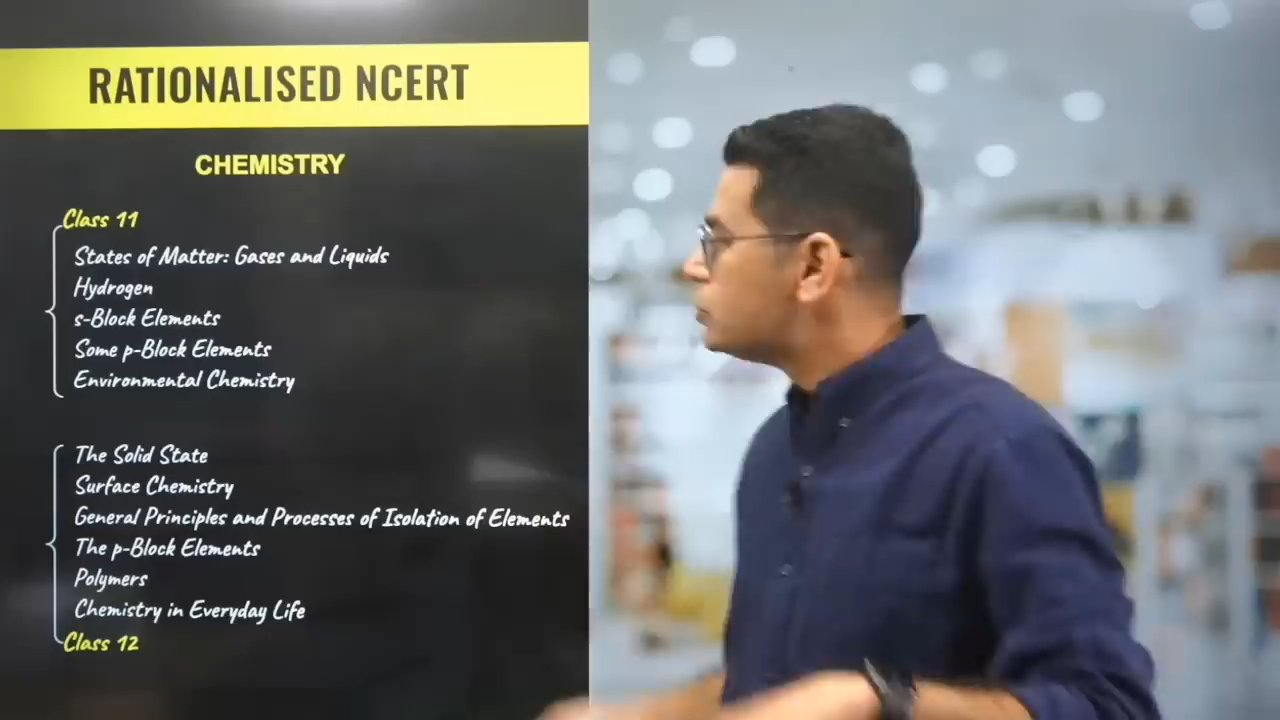 RATIONALISED NCERT
CHEMISTRY
Class 11
States of Matter: Gases and Liquids
Hydrogen
s-Block Elements
Some p-Block Elements
Environmental Chemistry
The Solid State
Surface Chemistry
General Principles and Processes of Isolation of Elements
The p-Block Elements
Polymers
Chemistry in Everyday Life
Class 12